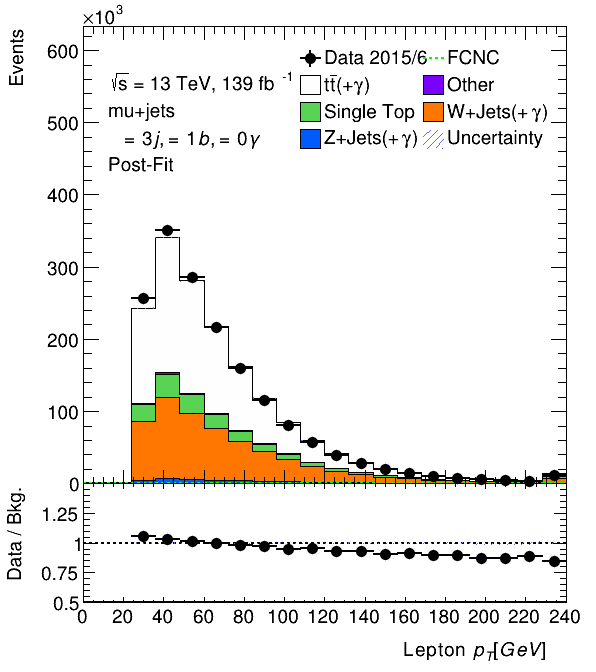 ×10³
Events
600
500
400
300
200
100
0
Data 2015/6
FCNC
tt̄(+γ)
Other
Single Top
W+Jets(+γ)
Z+Jets(+γ)
Uncertainty
√s = 13 TeV, 139 fb⁻¹
mu+jets
= 3j, = 1b, = 0γ
Post-Fit
Data / Bkg.
1.25
1
0.75
0.5
0 20 40 60 80 100 120 140 160 180 200 220 240
Lepton p_T[GeV]